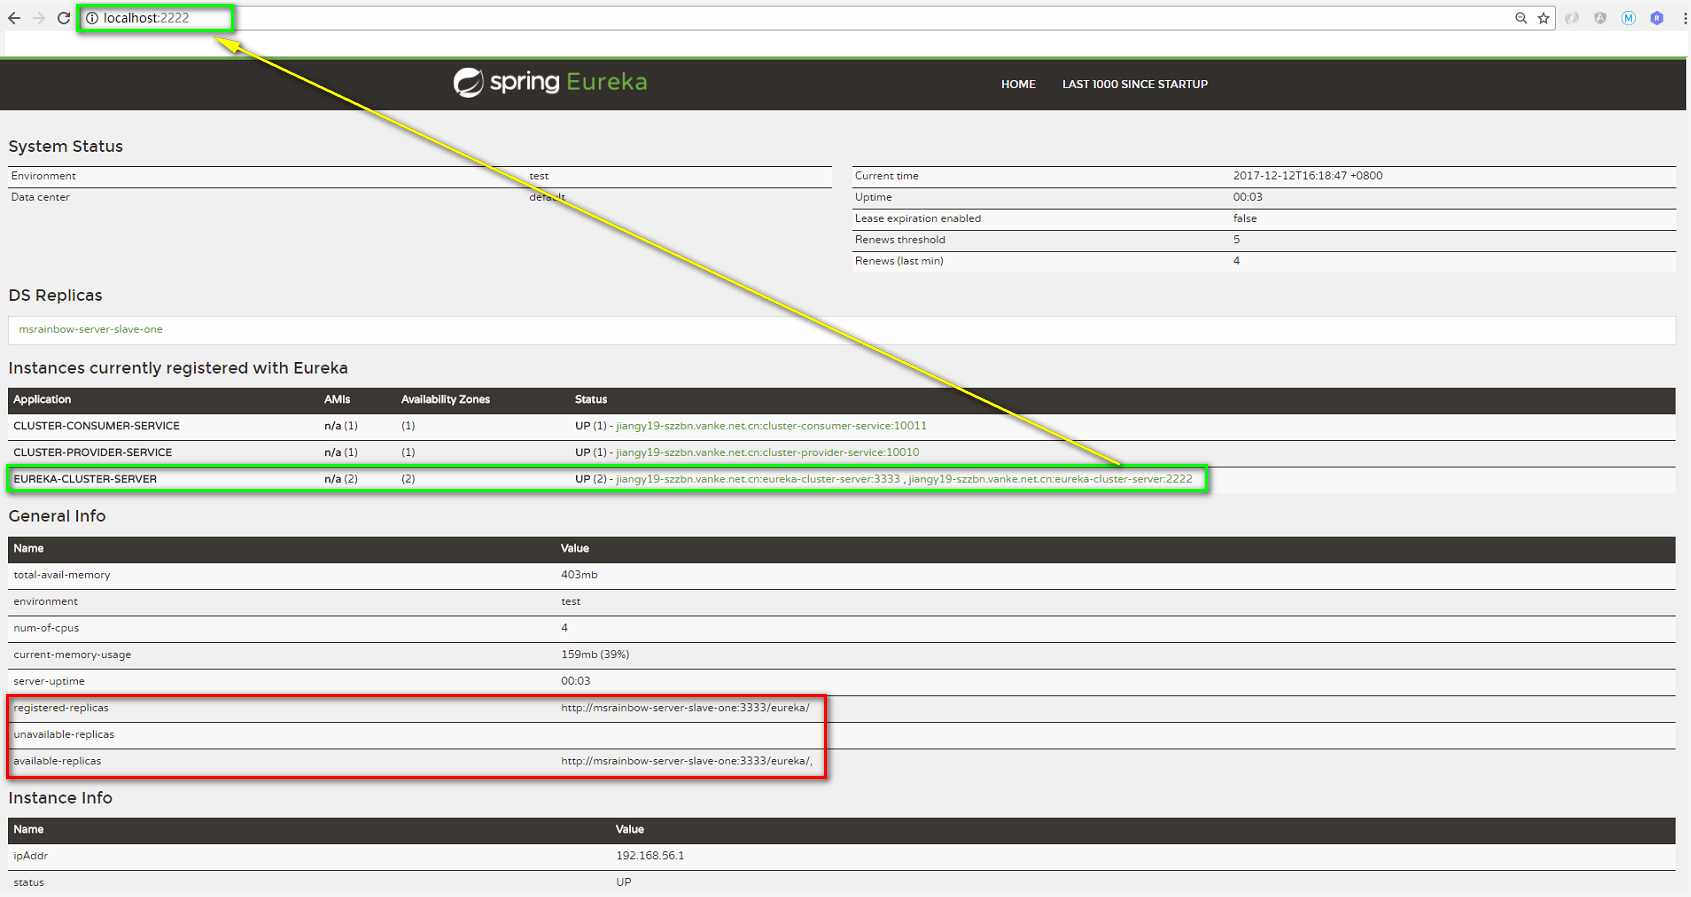 localhost:2222
spring Eureka
HOME LAST 1000 SINCE STARTUP
System Status
Environment test
Data center default
Current time 2017-12-12T16:18:47 +0800
Uptime 00:03
Lease expiration enabled false
Renews threshold 5
Renews (last min) 4
DS Replicas
msrainbow-server-slave-one
Instances currently registered with Eureka
Application AMIs Availability Zones Status
CLUSTER-CONSUMER-SERVICE n/a (1) (1) UP (1) - jiangy19-szzbn.vanke.net.cn:cluster-consumer-service:10011
CLUSTER-PROVIDER-SERVICE n/a (1) (1) UP (1) - jiangy19-szzbn.vanke.net.cn:cluster-provider-service:10010
EUREKA-CLUSTER-SERVER n/a (2) (2) UP (2) - jiangy19-szzbn.vanke.net.cn:eureka-cluster-server:3333 , jiangy19-szzbn.vanke.net.cn:eureka-cluster-server:2222
General Info
Name Value
total-avail-memory 403mb
environment test
num-of-cpus 4
current-memory-usage 159mb (39%)
server-uptime 00:03
registered-replicas http://msrainbow-server-slave-one:3333/eureka/
unavailable-replicas
available-replicas http://msrainbow-server-slave-one:3333/eureka/,
Instance Info
Name Value
ipAddr 192.168.56.1
status UP